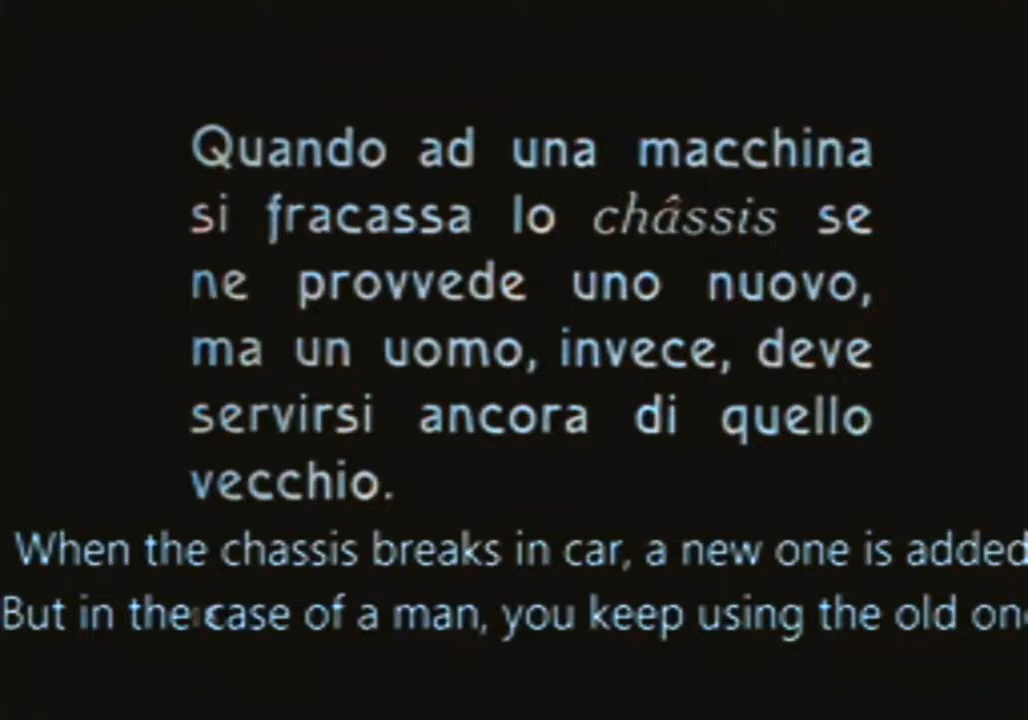 Quando ad una macchina
si fracassa lo châssis se
ne provvede uno nuovo,
ma un uomo, invece, deve
servirsi ancora di quello
vecchio.
When the chassis breaks in car, a new one is added
But in the case of a man, you keep using the old